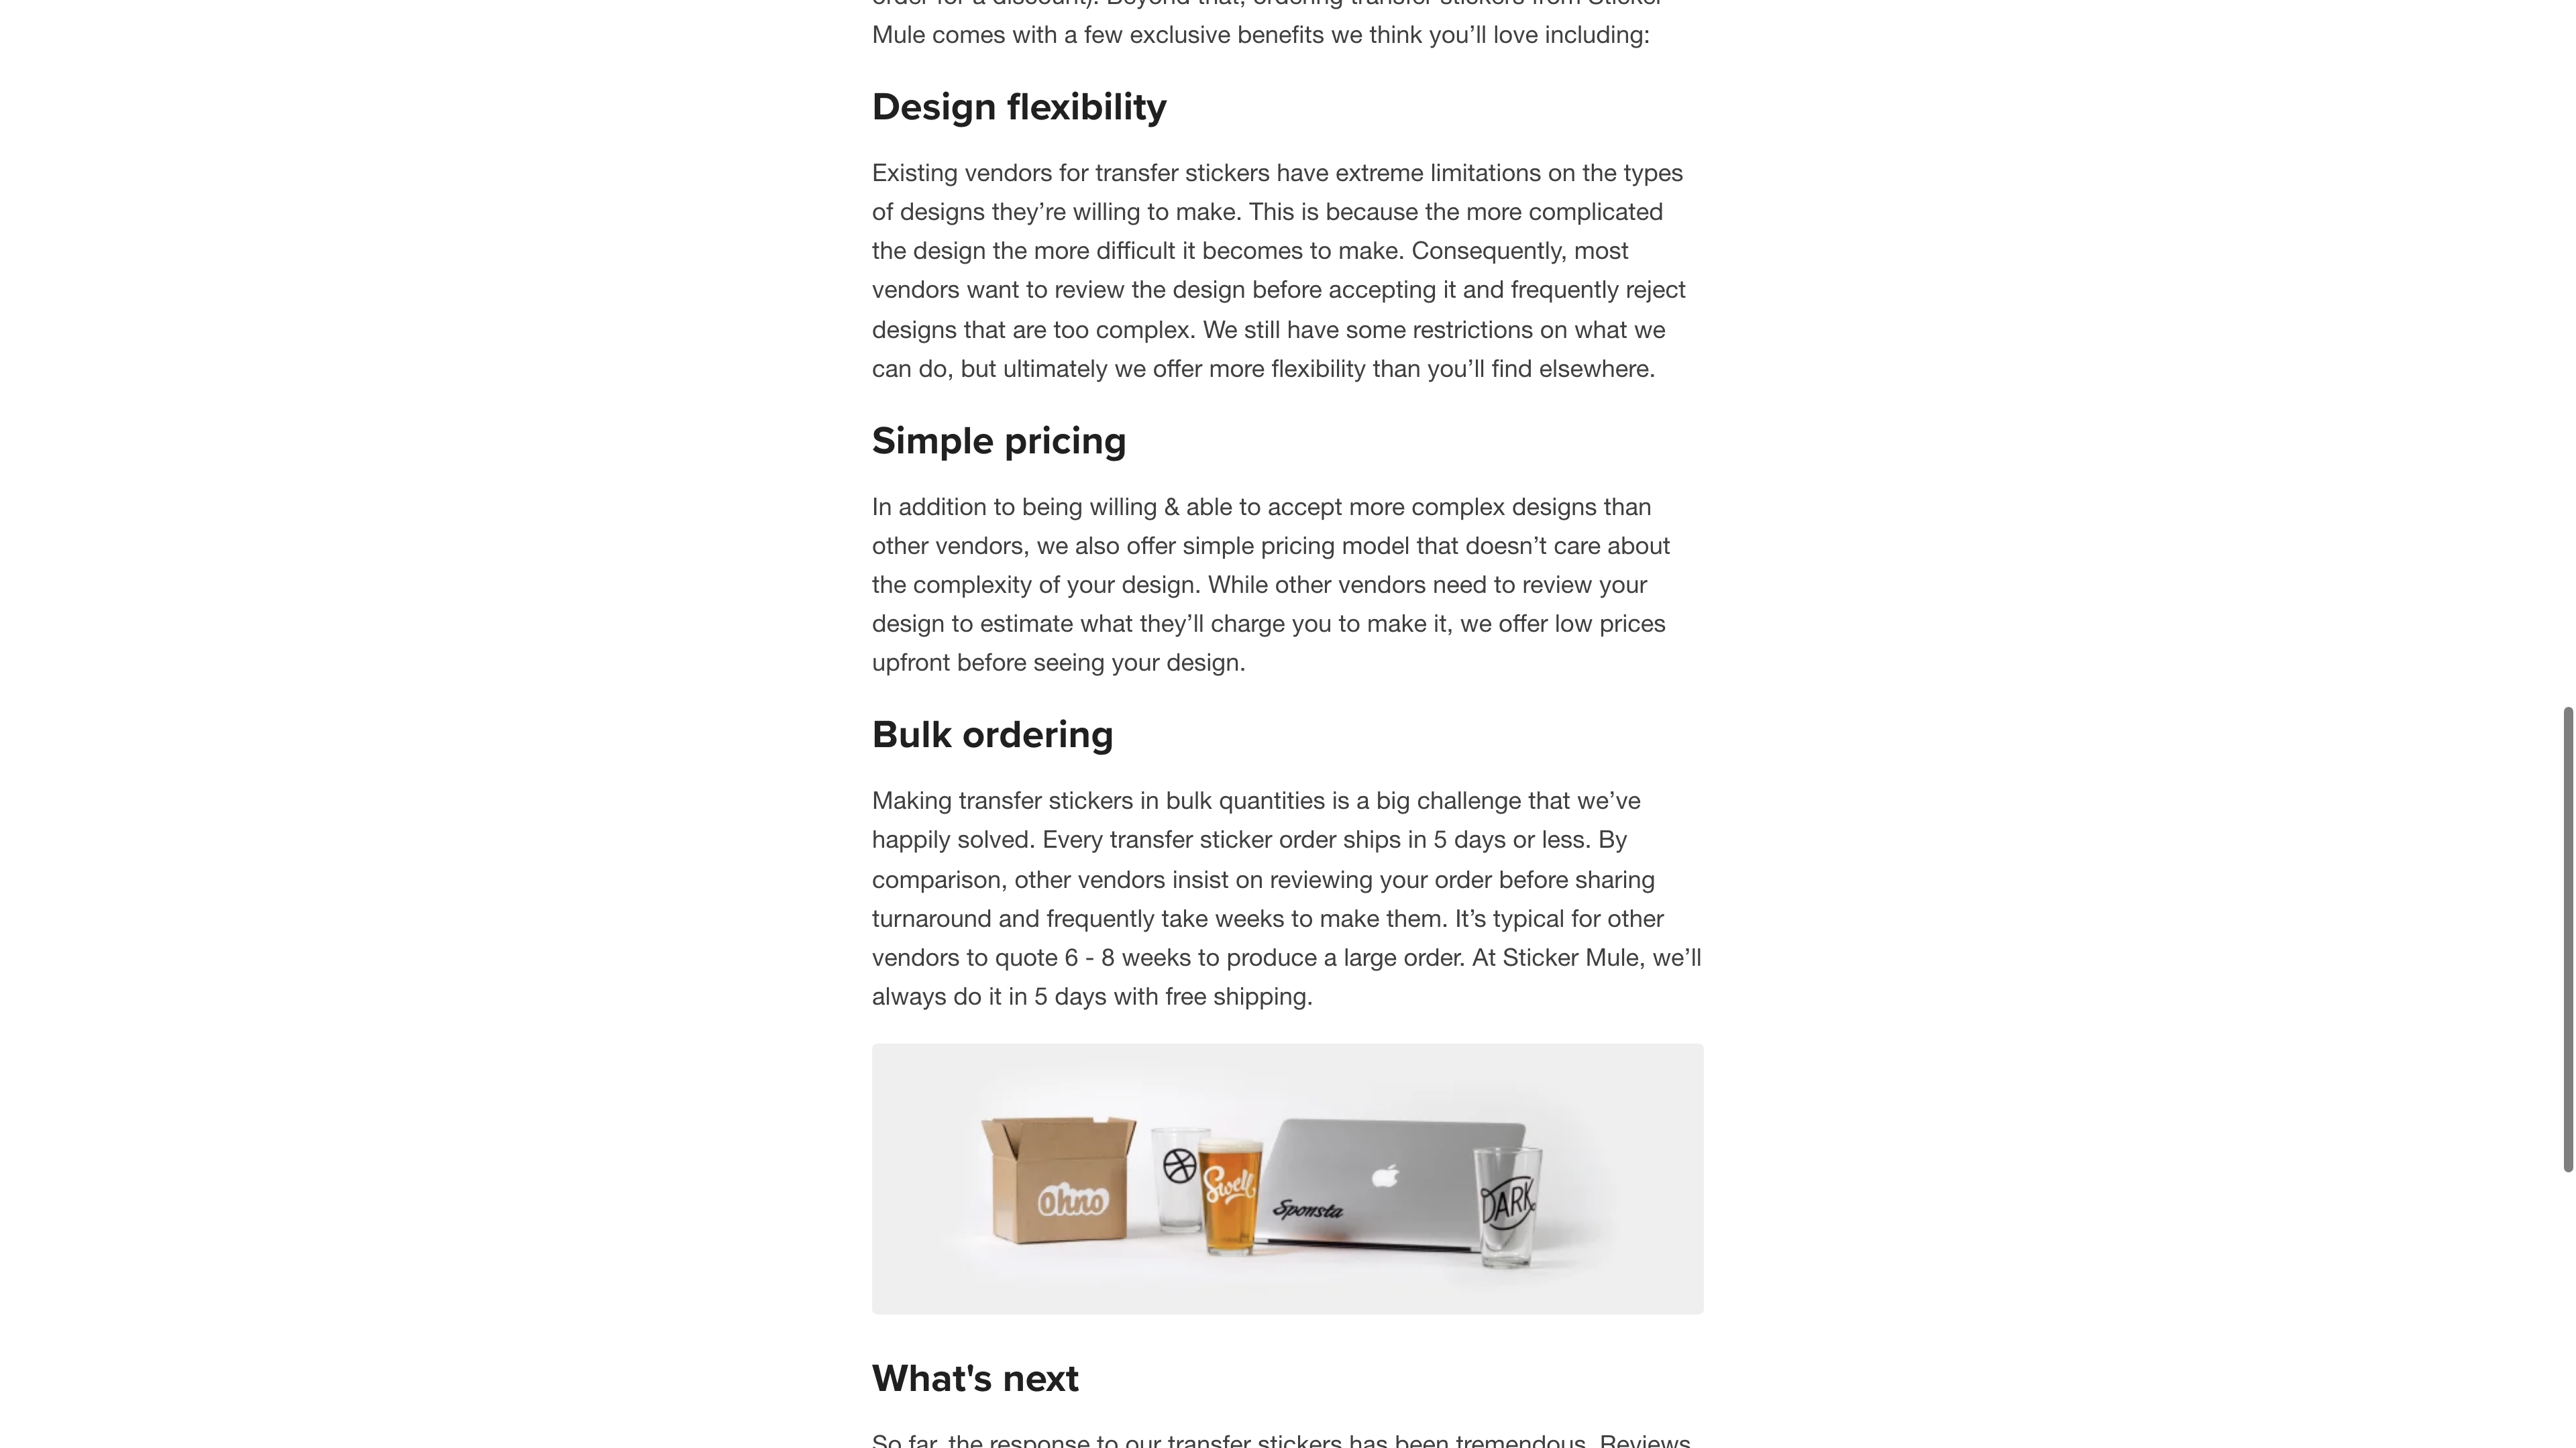 order for a discount). Beyond that, ordering transfer stickers from Sticker
Mule comes with a few exclusive benefits we think you’ll love including:
Design flexibility
Existing vendors for transfer stickers have extreme limitations on the types
of designs they’re willing to make. This is because the more complicated
the design the more difficult it becomes to make. Consequently, most
vendors want to review the design before accepting it and frequently reject
designs that are too complex. We still have some restrictions on what we
can do, but ultimately we offer more flexibility than you’ll find elsewhere.
Simple pricing
In addition to being willing & able to accept more complex designs than
other vendors, we also offer simple pricing model that doesn’t care about
the complexity of your design. While other vendors need to review your
design to estimate what they’ll charge you to make it, we offer low prices
upfront before seeing your design.
Bulk ordering
Making transfer stickers in bulk quantities is a big challenge that we’ve
happily solved. Every transfer sticker order ships in 5 days or less. By
comparison, other vendors insist on reviewing your order before sharing
turnaround and frequently take weeks to make them. It’s typical for other
vendors to quote 6 - 8 weeks to produce a large order. At Sticker Mule, we’ll
always do it in 5 days with free shipping.
Ohno
Swell
Sponsta
DARK
What's next
So far, the response to our transfer stickers has been tremendous. Reviews